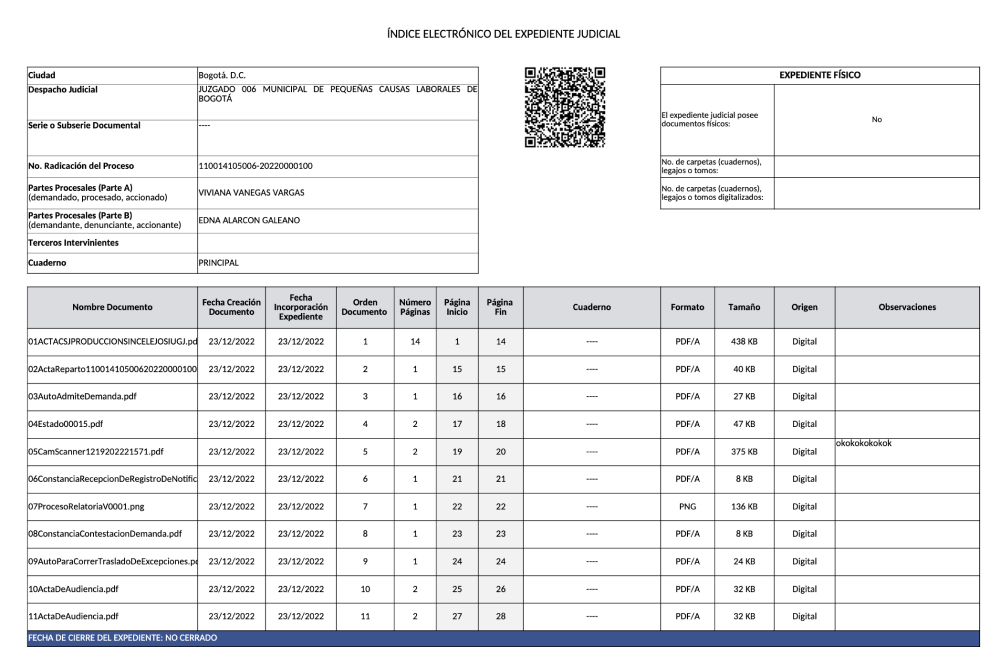 ÍNDICE ELECTRÓNICO DEL EXPEDIENTE JUDICIAL
Ciudad Bogotá. D.C.
Despacho Judicial JUZGADO 006 MUNICIPAL DE PEQUEÑAS CAUSAS LABORALES DE
BOGOTÁ
Serie o Subserie Documental ----
No. Radicación del Proceso 110014105006-20220000100
Partes Procesales (Parte A)
(demandado, procesado, accionado) VIVIANA VANEGAS VARGAS
Partes Procesales (Parte B)
(demandante, denunciante, accionante) EDNA ALARCON GALEANO
Terceros Intervinientes
Cuaderno PRINCIPAL
EXPEDIENTE FÍSICO
El expediente judicial posee
documentos físicos: No
No. de carpetas (cuadernos),
legajos o tomos:
No. de carpetas (cuadernos),
legajos o tomos digitalizados:
Nombre Documento Fecha Creación Documento Fecha Incorporación Expediente Orden Documento Número Páginas Página Inicio Página Fin Cuaderno Formato Tamaño Origen Observaciones
01ACTACSJPRODUCCIONSINCELEJOSIUGJ.pd 23/12/2022 23/12/2022 1 14 1 14 ---- PDF/A 438 KB Digital
02ActaReparto11001410500620220000100 23/12/2022 23/12/2022 2 1 15 15 ---- PDF/A 40 KB Digital
03AutoAdmiteDemanda.pdf 23/12/2022 23/12/2022 3 1 16 16 ---- PDF/A 27 KB Digital
04Estado00015.pdf 23/12/2022 23/12/2022 4 2 17 18 ---- PDF/A 47 KB Digital
05CamScanner1219202221571.pdf 23/12/2022 23/12/2022 5 2 19 20 ---- PDF/A 375 KB Digital okokokokokok
06ConstanciaRecepcionDeRegistroDeNotific 23/12/2022 23/12/2022 6 1 21 21 ---- PDF/A 8 KB Digital
07ProcesoRelatoriaV0001.png 23/12/2022 23/12/2022 7 1 22 22 ---- PNG 136 KB Digital
08ConstanciaContestacionDemanda.pdf 23/12/2022 23/12/2022 8 1 23 23 ---- PDF/A 8 KB Digital
09AutoParaCorrerTrasladoDeExcepciones.pd 23/12/2022 23/12/2022 9 1 24 24 ---- PDF/A 24 KB Digital
10ActaDeAudiencia.pdf 23/12/2022 23/12/2022 10 2 25 26 ---- PDF/A 32 KB Digital
11ActaDeAudiencia.pdf 23/12/2022 23/12/2022 11 2 27 28 ---- PDF/A 32 KB Digital
FECHA DE CIERRE DEL EXPEDIENTE: NO CERRADO